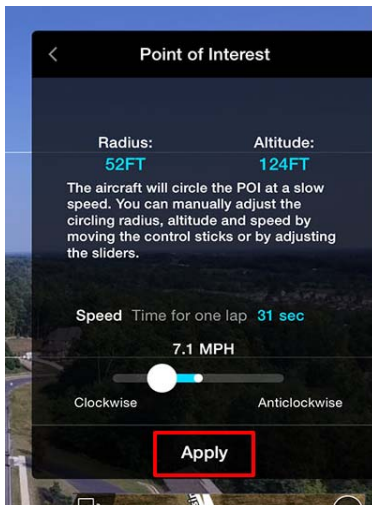 Point of Interest
Radius: Altitude:
52FT 124FT
The aircraft will circle the POI at a slow
speed. You can manually adjust the
circling radius, altitude and speed by
moving the control sticks or by adjusting
the sliders.
Speed Time for one lap 31 sec
7.1 MPH
Clockwise Anticlockwise
Apply